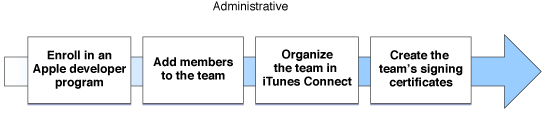 Administrative
Enroll in an
Apple developer
program
Add members
to the team
Organize
the team in
iTunes Connect
Create the
team's signing
certificates